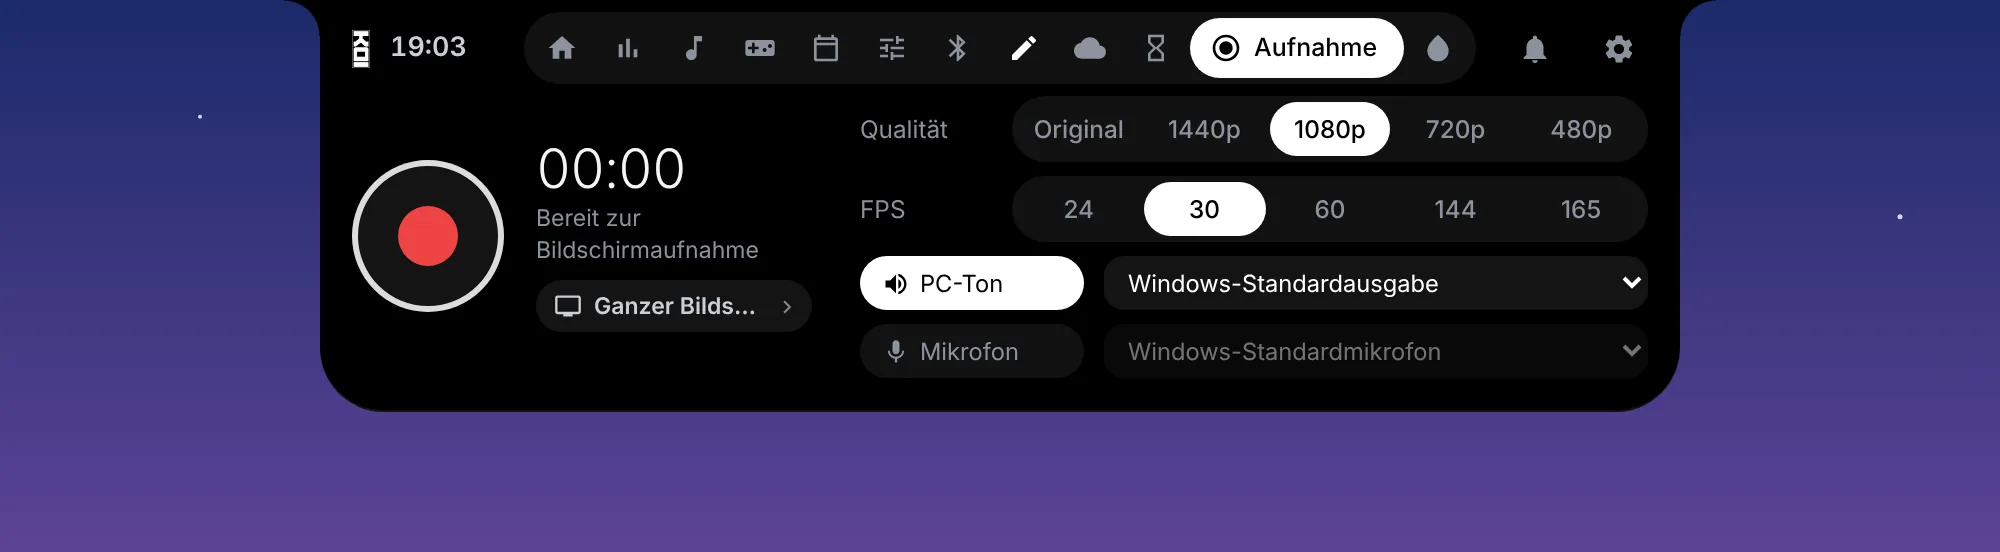 KOI
19:03
Aufnahme
00:00
Bereit zur
Bildschirmaufnahme
Ganzer Bilds...
Qualität
Original 1440p 1080p 720p 480p
FPS
24 30 60 144 165
PC-Ton
Windows-Standardausgabe
Mikrofon
Windows-Standardmikrofon